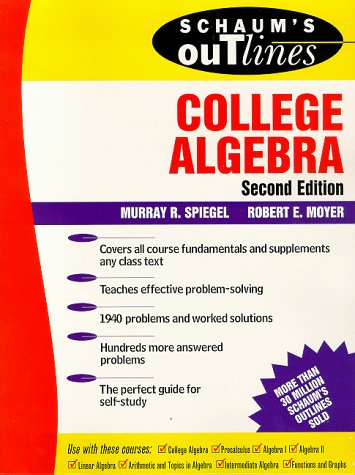 SCHAUM'S
ouTlines
COLLEGE
ALGEBRA
Second Edition
MURRAY R. SPIEGEL ROBERT E. MOYER
Covers all course fundamentals and supplements
any class text
Teaches effective problem-solving
1940 problems and worked solutions
Hundreds more answered
problems
The perfect guide for
self-study
MORE THAN
30 MILLION
SCHAUM'S
OUTLINES
SOLD
Use with these courses: College Algebra Precalculus Algebra I Algebra II
Linear Algebra Arithmetic and Topics in Algebra Intermediate Algebra Functions and Graphs